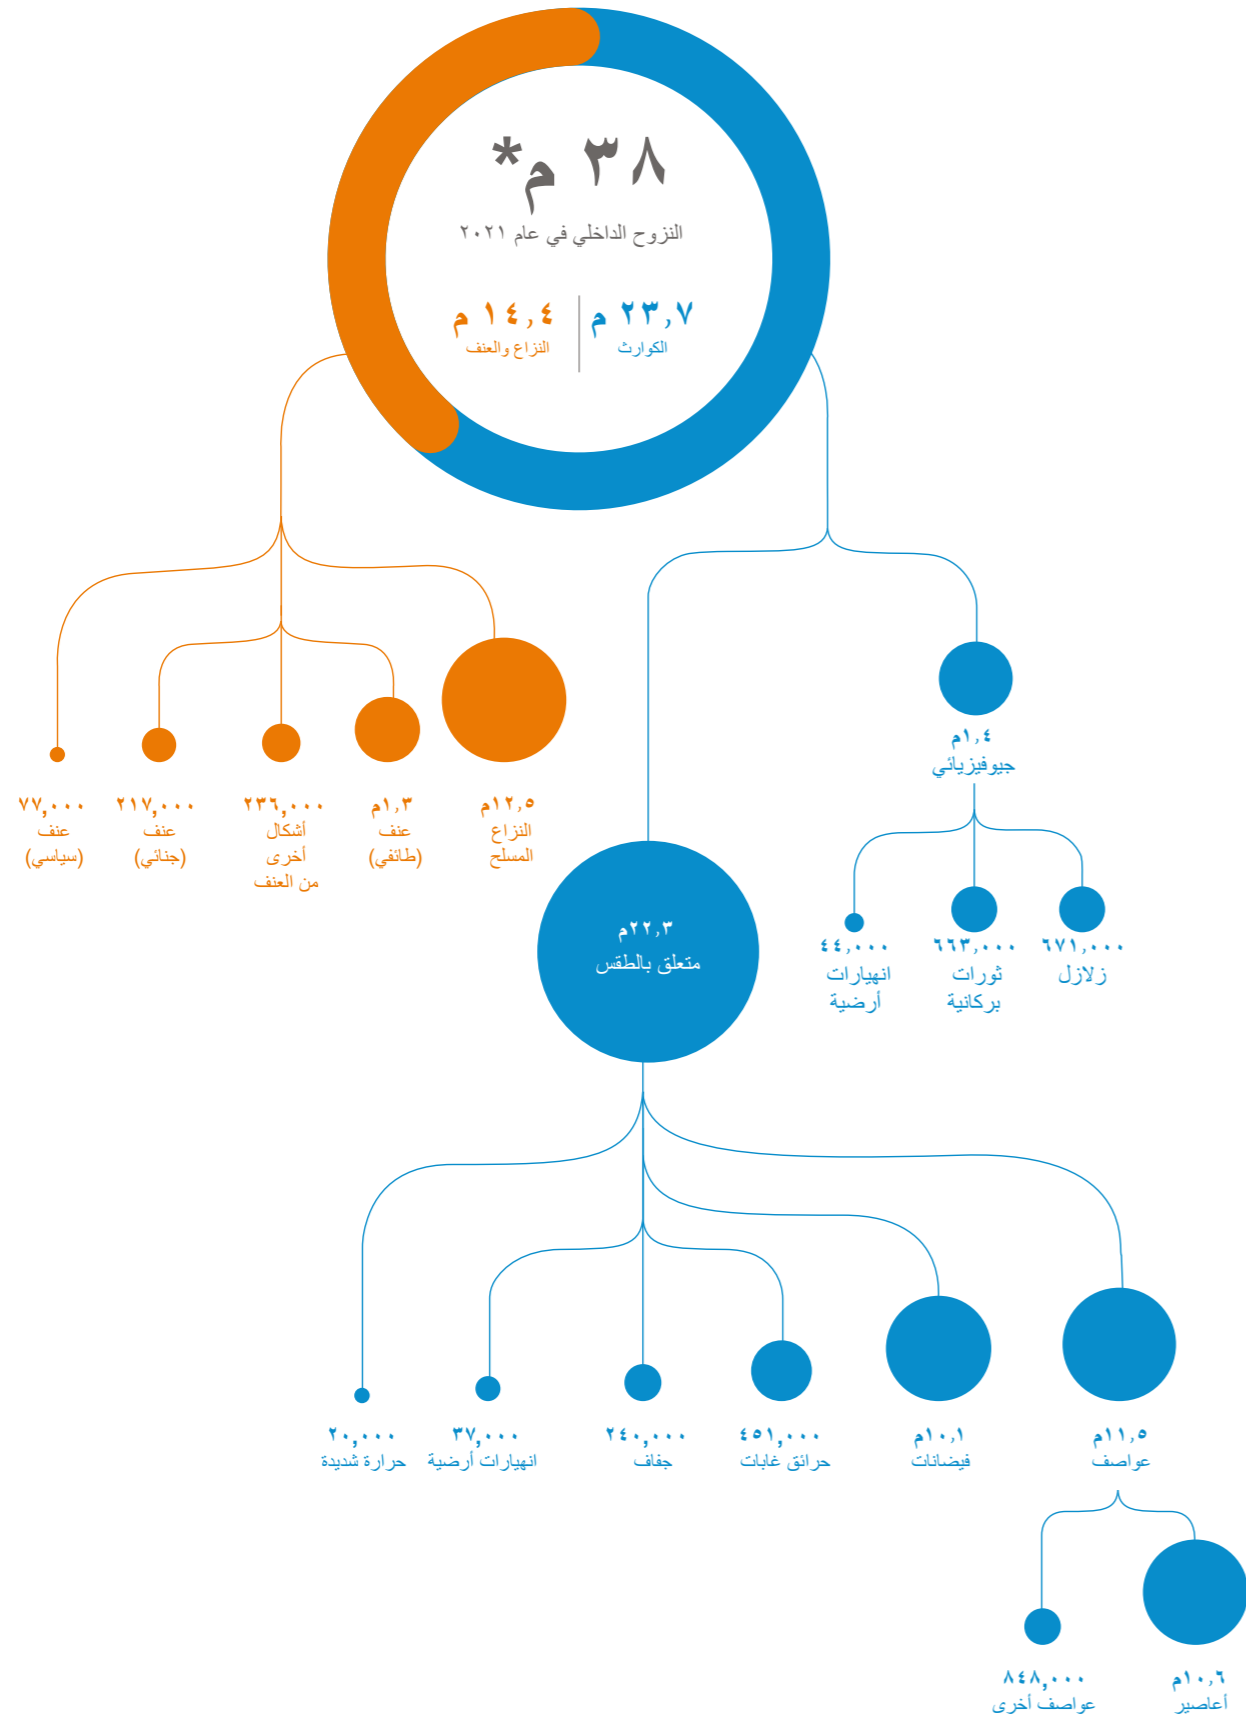 ٣٨ م*
النزوح الداخلي في عام ٢٠٢١
٢٣,٧ م
الكوارث
١٤,٤ م
النزاع والعنف
١٢,٥م
النزاع
المسلح
١,٣م
عنف
(طائفي)
٢٣٦,٠٠٠
أشكال
أخرى
من العنف
٢١٧,٠٠٠
عنف
(جنائي)
٧٧,٠٠٠
عنف
(سياسي)
١,٤م
جيوفيزيائي
٦٧١,٠٠٠
زلازل
٦٦٣,٠٠٠
ثورات
بركانية
٤٤,٠٠٠
انهيارات
أرضية
٢٢,٣م
متعلق بالطقس
١١,٥م
عواصف
١٠,١م
فيضانات
٤٥١,٠٠٠
حرائق غابات
٢٤٠,٠٠٠
جفاف
٣٧,٠٠٠
انهيارات أرضية
٢٠,٠٠٠
حرارة شديدة
١٠,٦م
أعاصير
٨٤٨,٠٠٠
عواصف أخرى